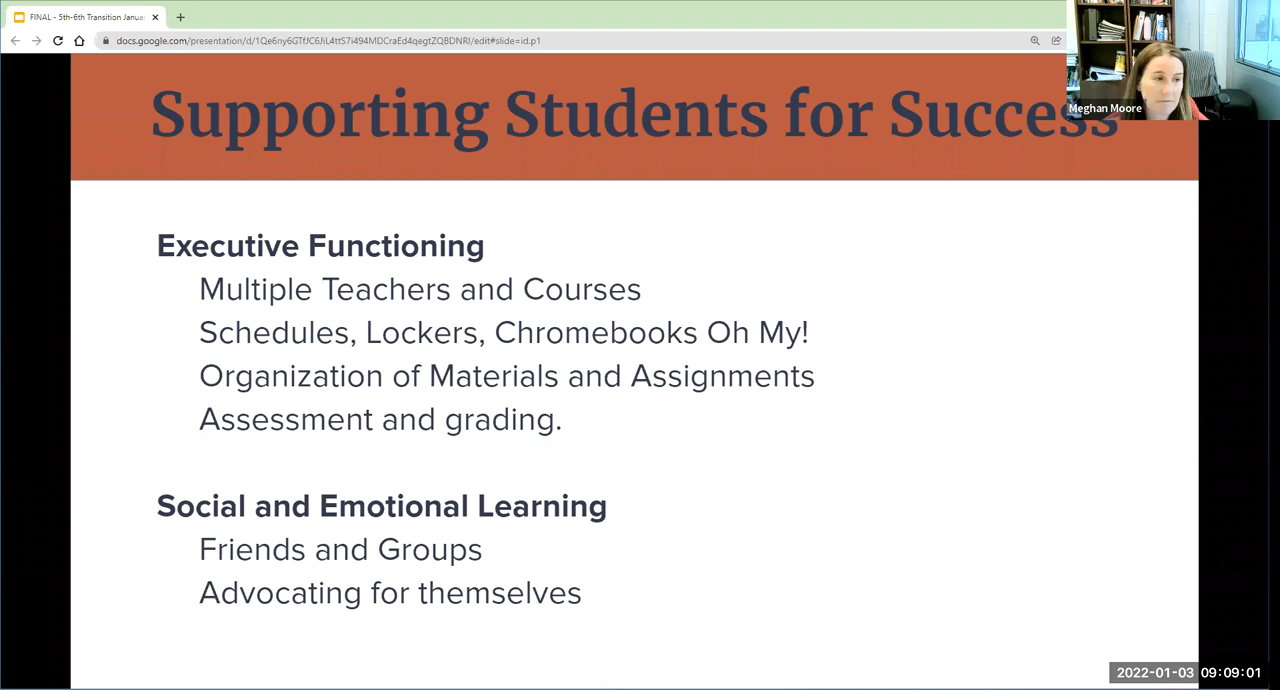 FINAL - 5th-6th Transition Janua
docs.google.com/presentation/d/1Qe6ny6GTfJC6JiL4ttS7i494MDCraEd4qegtZQBDNRI/edit#slide=id.p1
Supporting Students for Success
Meghan Moore
Executive Functioning
Multiple Teachers and Courses
Schedules, Lockers, Chromebooks Oh My!
Organization of Materials and Assignments
Assessment and grading.
Social and Emotional Learning
Friends and Groups
Advocating for themselves
2022-01-03 09:09:01